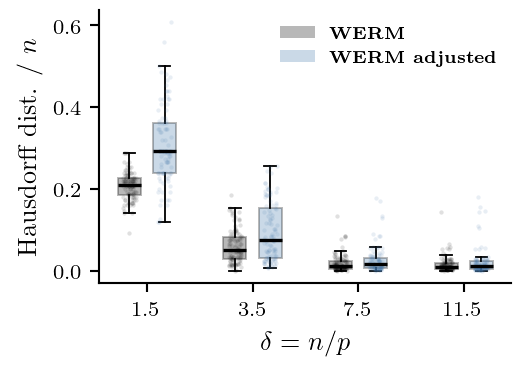 Hausdorff dist. / n
0.6
0.4
0.2
0.0
WERM
WERM adjusted
1.5 3.5 7.5 11.5
δ = n/p